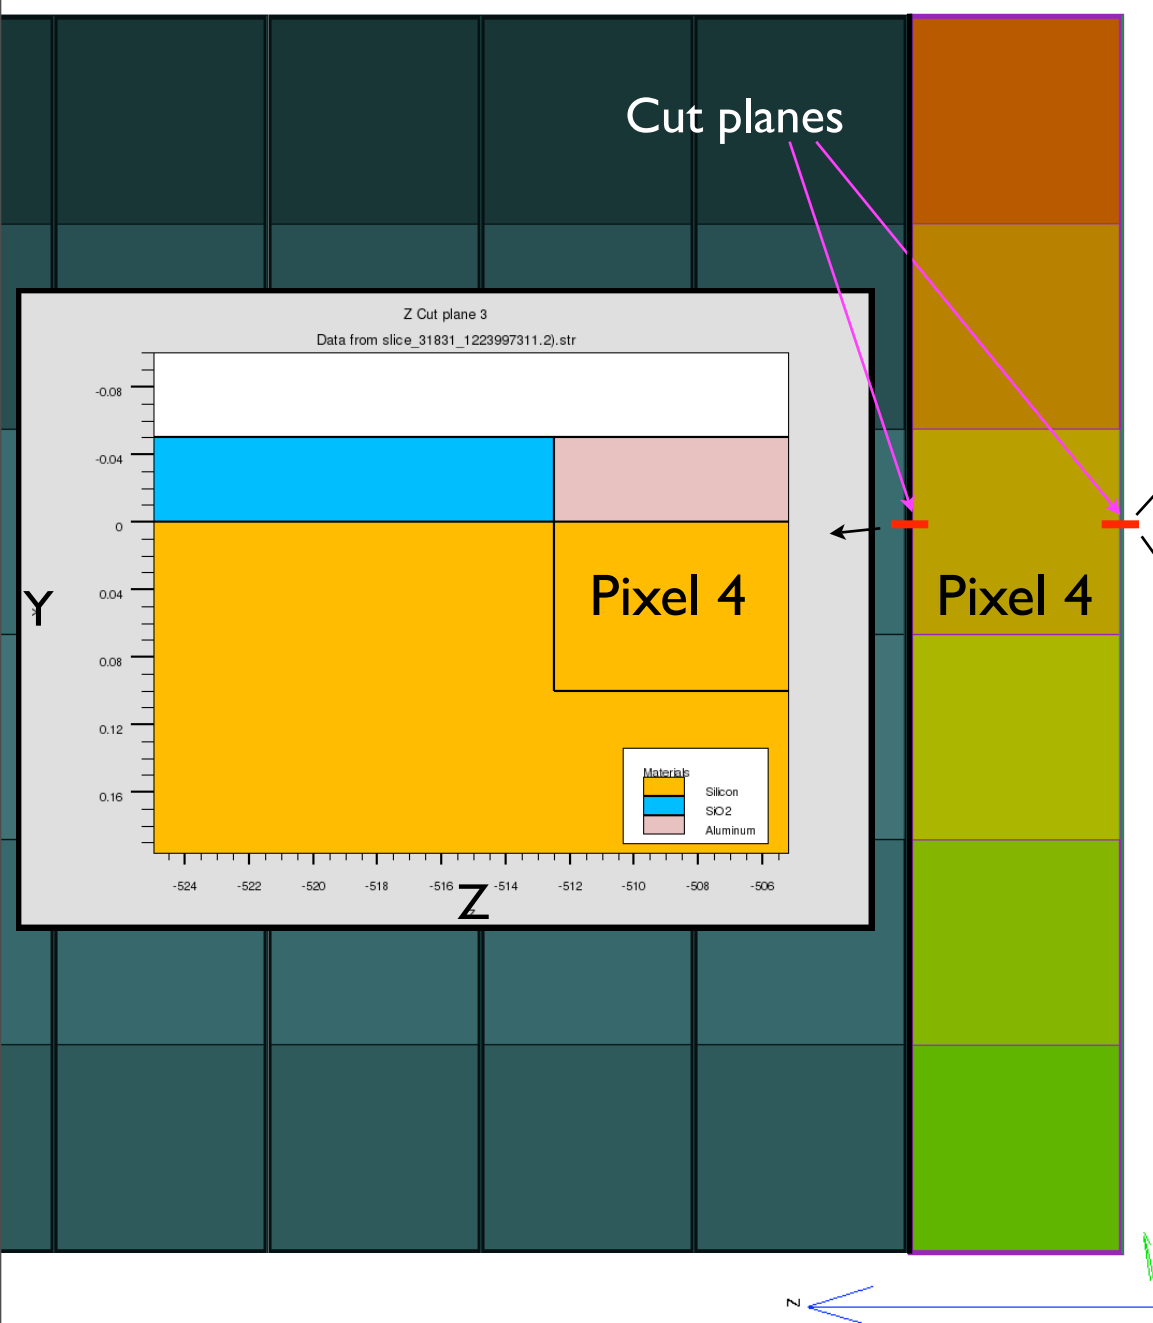 Cut planes
Z Cut plane 3
Data from slice_31831_1223997311.2).str
-0.08
-0.04
0
0.04
0.08
0.12
0.16
Y
Pixel 4
Pixel 4
Materials
Silicon
SiO2
Aluminum
-524 -522 -520 -518 -516 -514 -512 -510 -508 -506
Z
Z